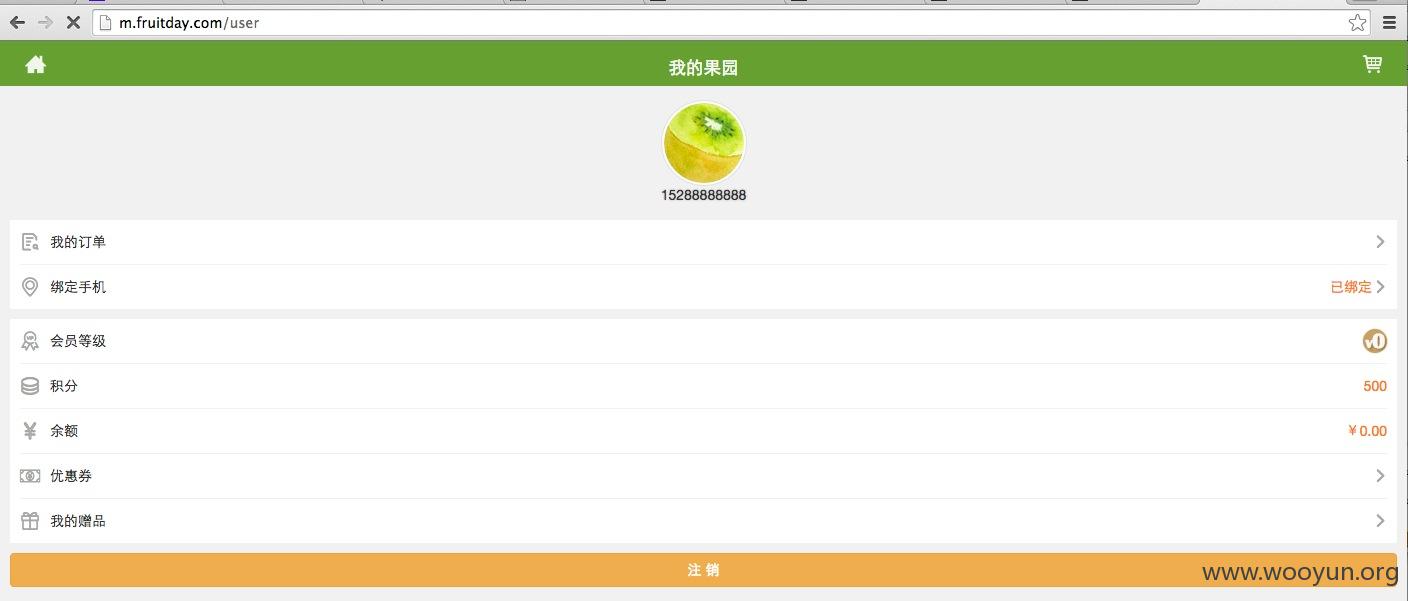 m.fruitday.com/user
我的果园
15288888888
我的订单
绑定手机 已绑定
会员等级 v0
积分 500
余额 ￥0.00
优惠券
我的赠品
注 销
www.wooyun.org